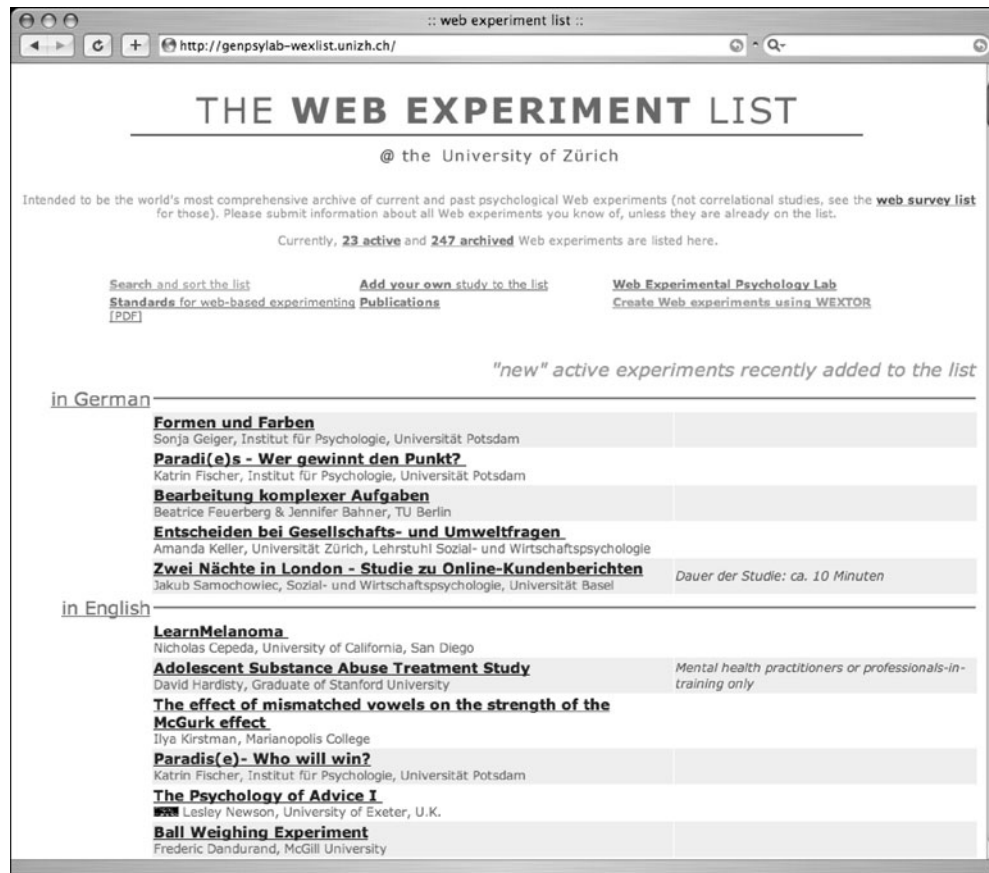 :: web experiment list ::
http://genpsylab-wexlist.unizh.ch/
THE WEB EXPERIMENT LIST
@ the University of Zürich
Intended to be the world's most comprehensive archive of current and past psychological Web experiments (not correlational studies, see the web survey list
for those). Please submit information about all Web experiments you know of, unless they are already on the list.
Currently, 23 active and 247 archived Web experiments are listed here.
Search and sort the list
Add your own study to the list
Web Experimental Psychology Lab
Standards for web-based experimenting
[PDF]
Publications
Create Web experiments using WEXTOR
"new" active experiments recently added to the list
in German
Formen und Farben
Sonja Geiger, Institut für Psychologie, Universität Potsdam
Paradi(e)s - Wer gewinnt den Punkt?
Katrin Fischer, Institut für Psychologie, Universität Potsdam
Bearbeitung komplexer Aufgaben
Beatrice Feuerberg & Jennifer Bahner, TU Berlin
Entscheiden bei Gesellschafts- und Umweltfragen
Amanda Keller, Universität Zürich, Lehrstuhl Sozial- und Wirtschaftspsychologie
Zwei Nächte in London - Studie zu Online-Kundenberichten
Jakub Samochowiec, Sozial- und Wirtschaftspsychologie, Universität Basel
Dauer der Studie: ca. 10 Minuten
in English
LearnMelanoma
Nicholas Cepeda, University of California, San Diego
Adolescent Substance Abuse Treatment Study
David Hardisty, Graduate of Stanford University
Mental health practitioners or professionals-in-
training only
The effect of mismatched vowels on the strength of the
McGurk effect
Ilya Kirstman, Marianopolis College
Paradis(e)- Who will win?
Katrin Fischer, Institut für Psychologie, Universität Potsdam
The Psychology of Advice I
Lesley Newson, University of Exeter, U.K.
Ball Weighing Experiment
Frederic Dandurand, McGill University